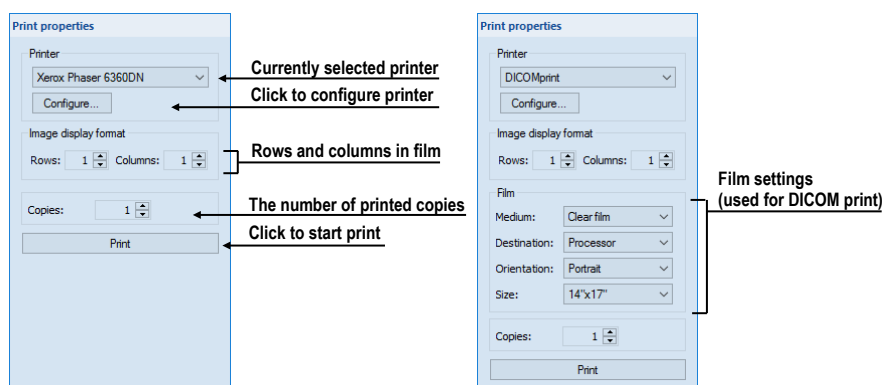 Print properties
Printer
Xerox Phaser 6360DN
Configure...
Image display format
Rows: 1 Columns: 1
Copies: 1
Print
Currently selected printer
Click to configure printer
Rows and columns in film
The number of printed copies
Click to start print
Print properties
Printer
DICOMprint
Configure...
Image display format
Rows: 1 Columns: 1
Film
Medium: Clear film
Destination: Processor
Orientation: Portrait
Size: 14"x17"
Copies: 1
Print
Film settings
(used for DICOM print)